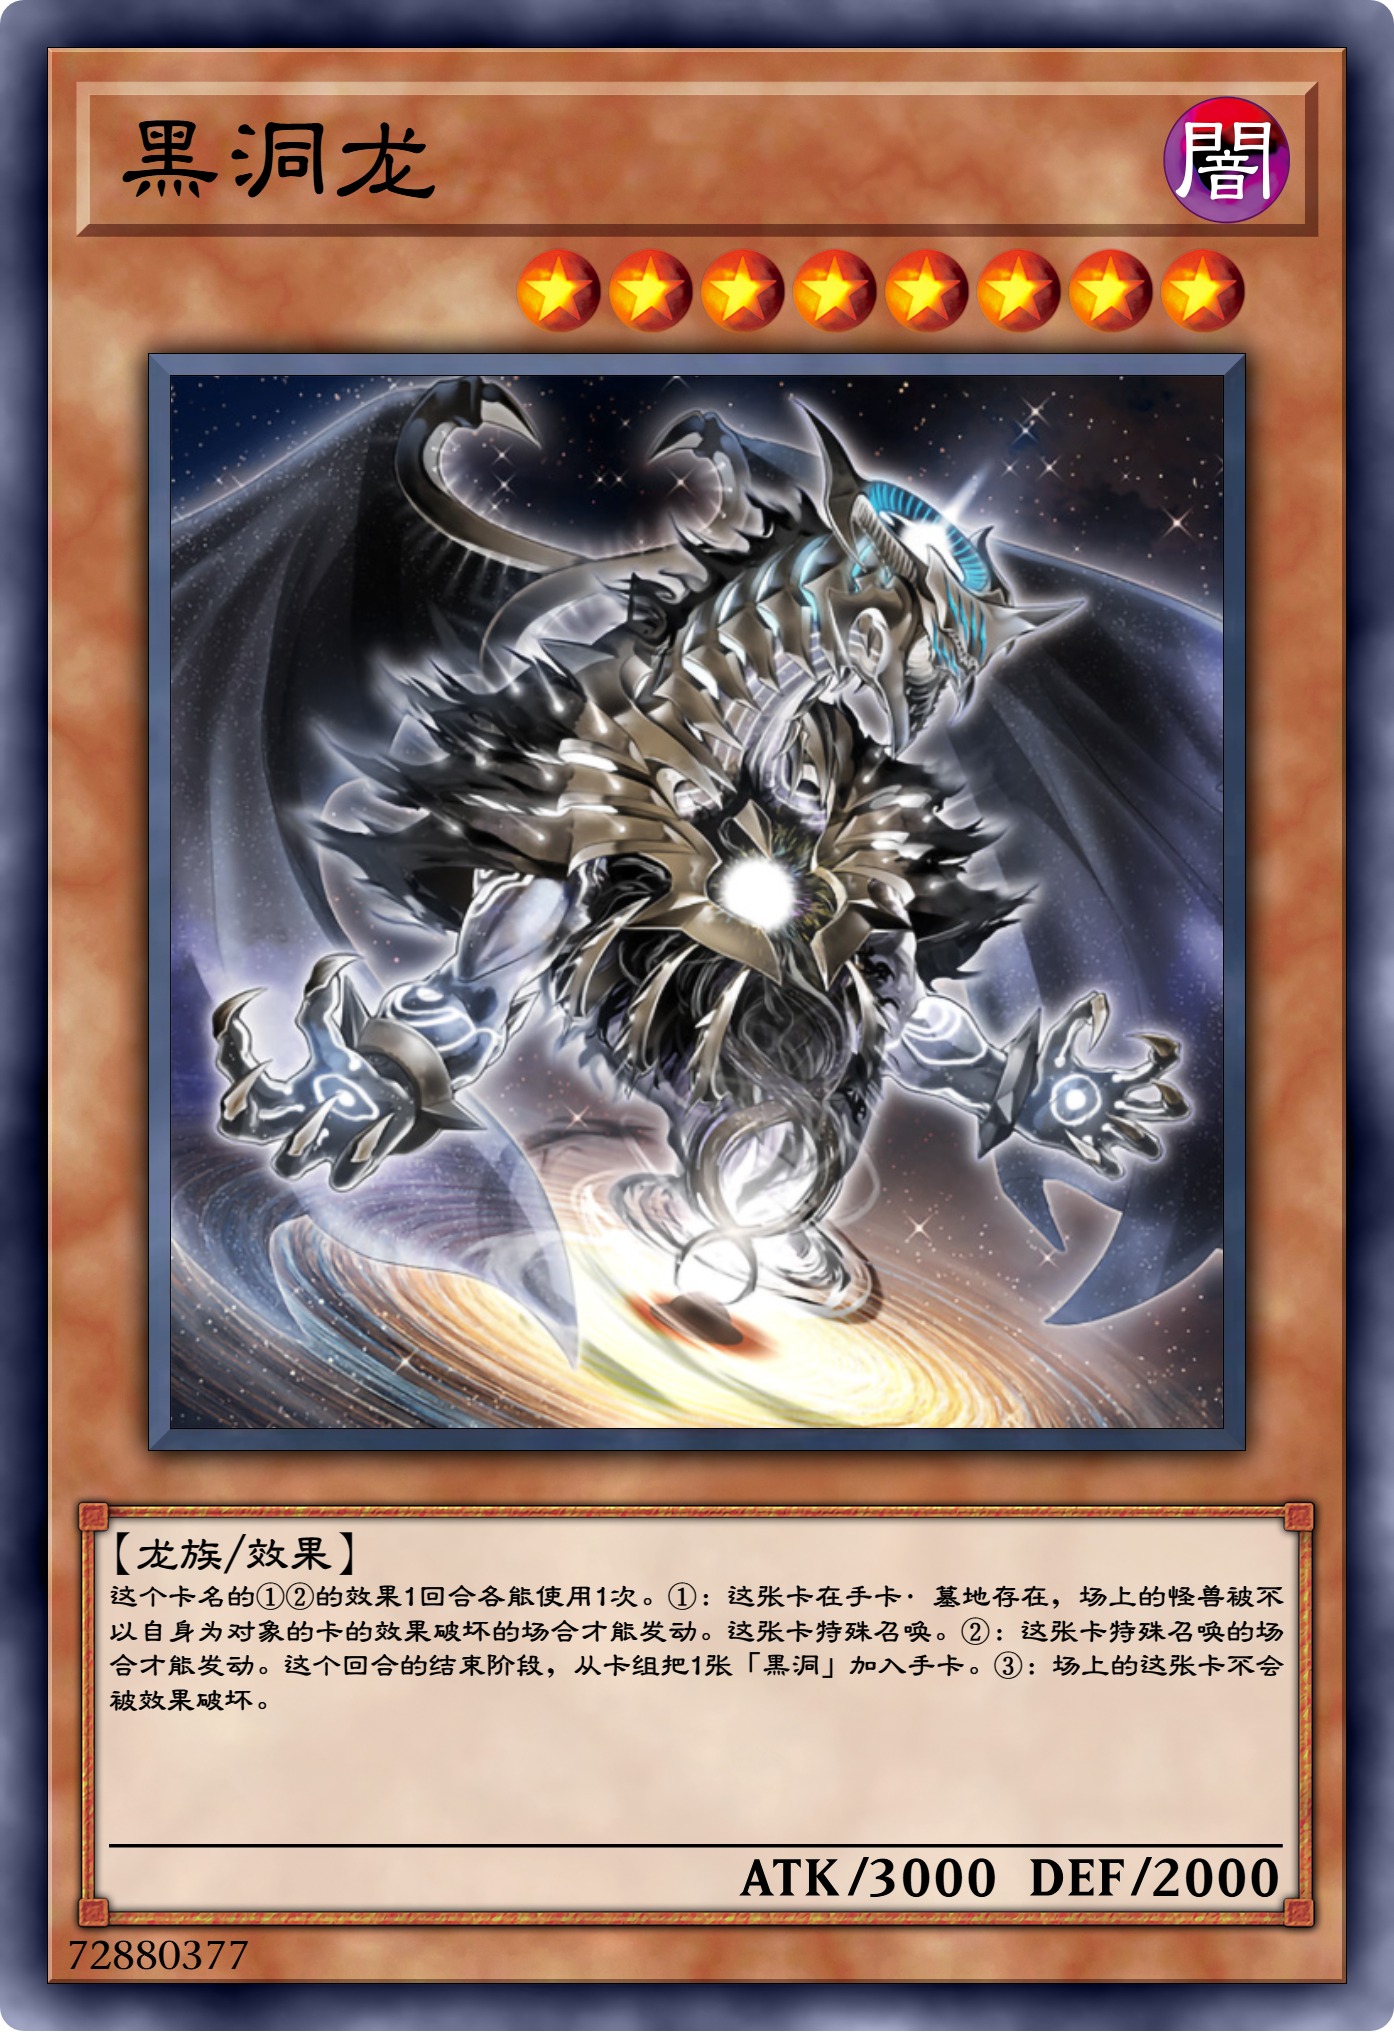 黑洞龙
闇
【龙族/效果】
这个卡名的①②的效果1回合各能使用1次。①：这张卡在手卡·墓地存在，场上的怪兽被不
以自身为对象的卡的效果破坏的场合才能发动。这张卡特殊召唤。②：这张卡特殊召唤的场
合才能发动。这个回合的结束阶段，从卡组把1张「黑洞」加入手卡。③：场上的这张卡不会
被效果破坏。
ATK/3000 DEF/2000
72880377